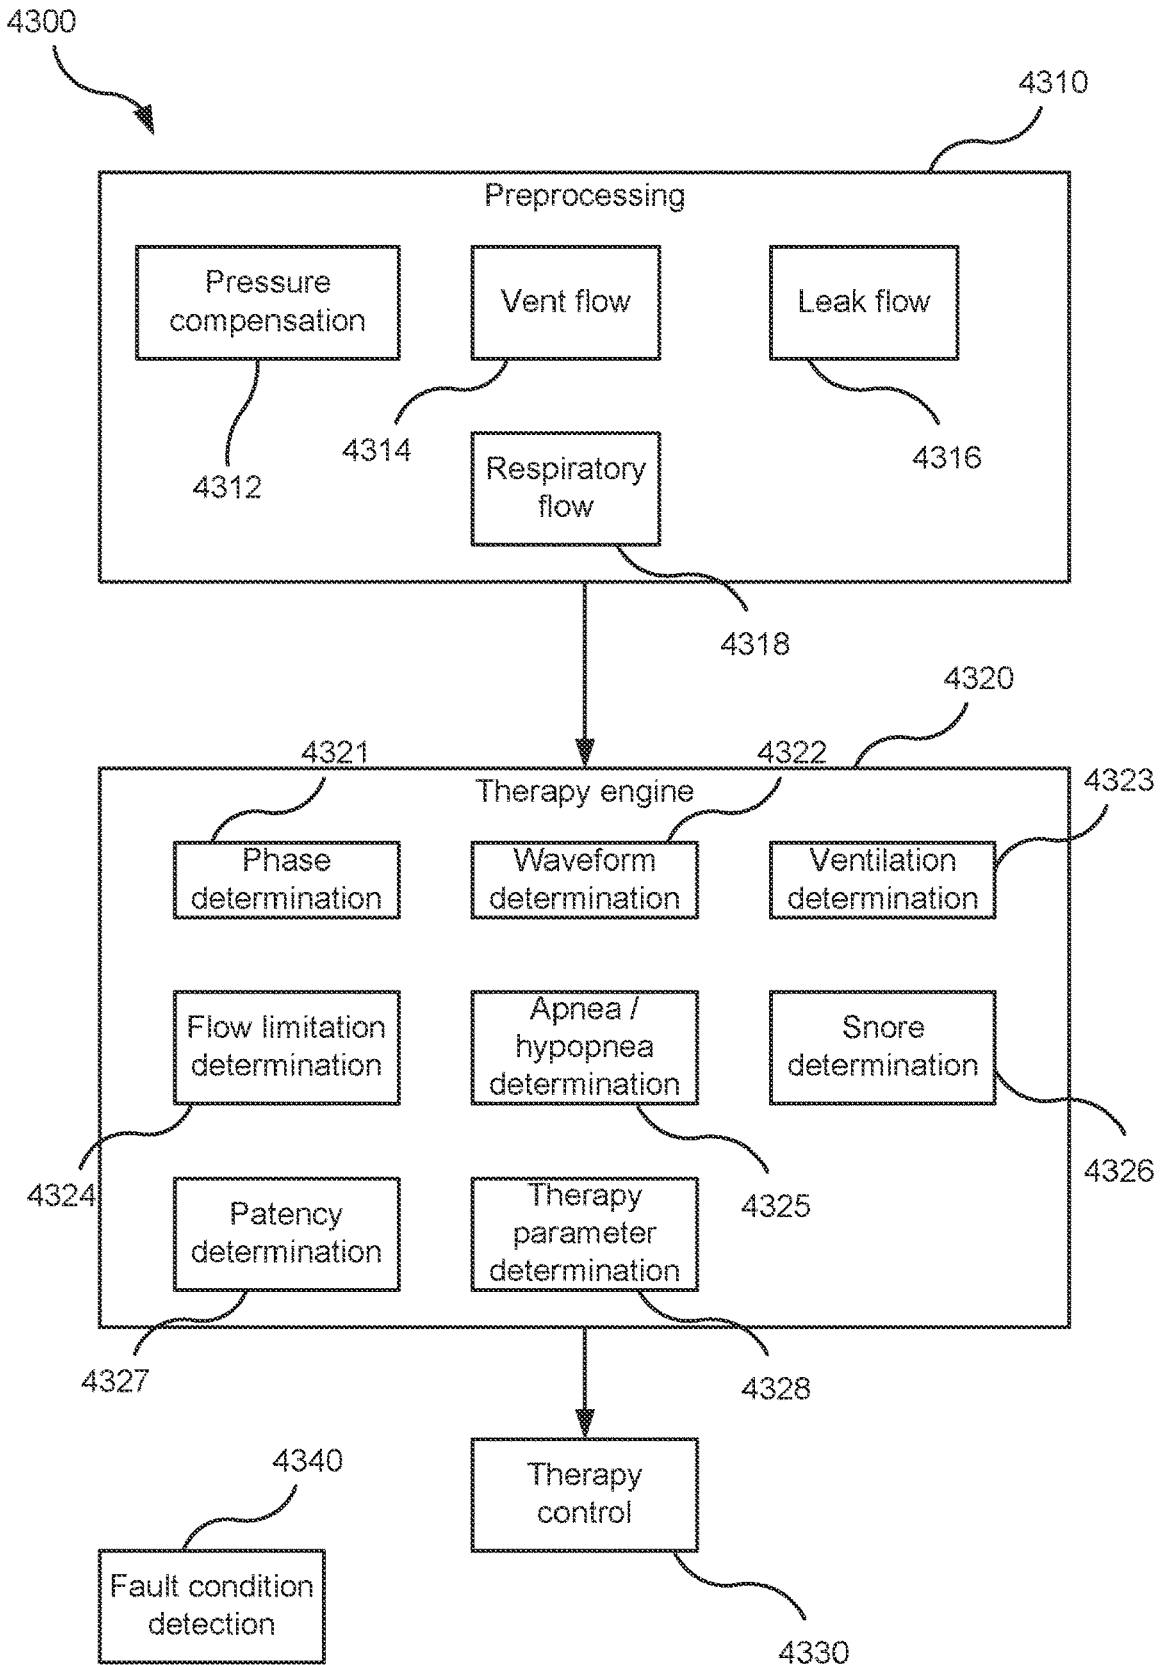 4300
4310
Preprocessing
Pressure
compensation
Vent flow
Leak flow
4312
4314
4316
Respiratory
flow
4318
4320
4321
4322
4323
Therapy engine
Phase
determination
Waveform
determination
Ventilation
determination
Flow limitation
determination
Apnea /
hypopnea
determination
Snore
determination
4324
4325
4326
Patency
determination
Therapy
parameter
determination
4327
4328
4340
Therapy
control
Fault condition
detection
4330